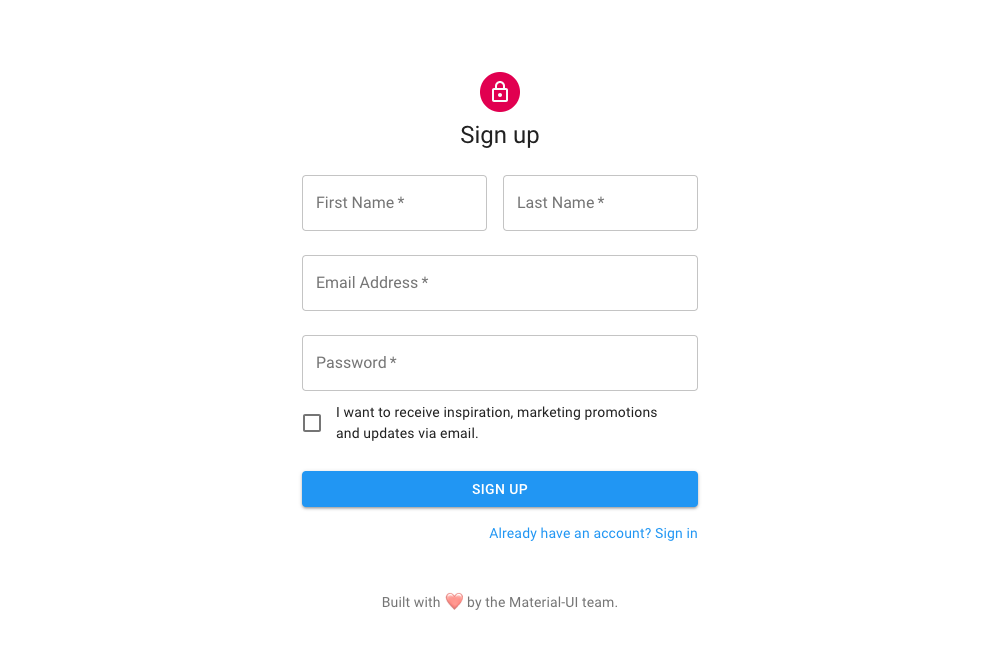 Sign up
First Name *
Last Name *
Email Address *
Password *
I want to receive inspiration, marketing promotions
and updates via email.
SIGN UP
Already have an account? Sign in
Built with ❤️ by the Material-UI team.